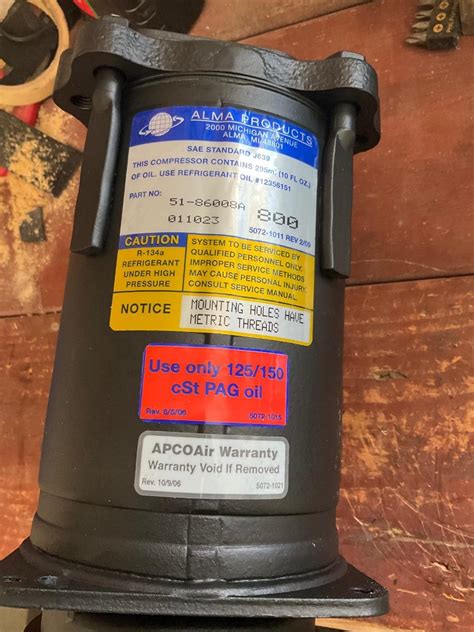 ALMA PRODUCTS
2000 MICHIGAN AVENUE
ALMA, MI 48801
SAE STANDARD J639
THIS COMPRESSOR CONTAINS 295ml (10 FL OZ.)
OF OIL. USE REFRIGERANT OIL #12356151
PART NO: 51-86008A 800
011023 5072-1011 REV 2/09
CAUTION
R-134a
REFRIGERANT
UNDER HIGH
PRESSURE
SYSTEM TO BE SERVICED BY
QUALIFIED PERSONNEL ONLY.
IMPROPER SERVICE METHODS
MAY CAUSE PERSONAL INJURY.
CONSULT SERVICE MANUAL.
NOTICE
MOUNTING HOLES HAVE
METRIC THREADS
Use only 125/150
cSt PAG oil
Rev. 6/5/06 5072-1015
APCOAir Warranty
Warranty Void If Removed
Rev. 10/9/06 5072-1021